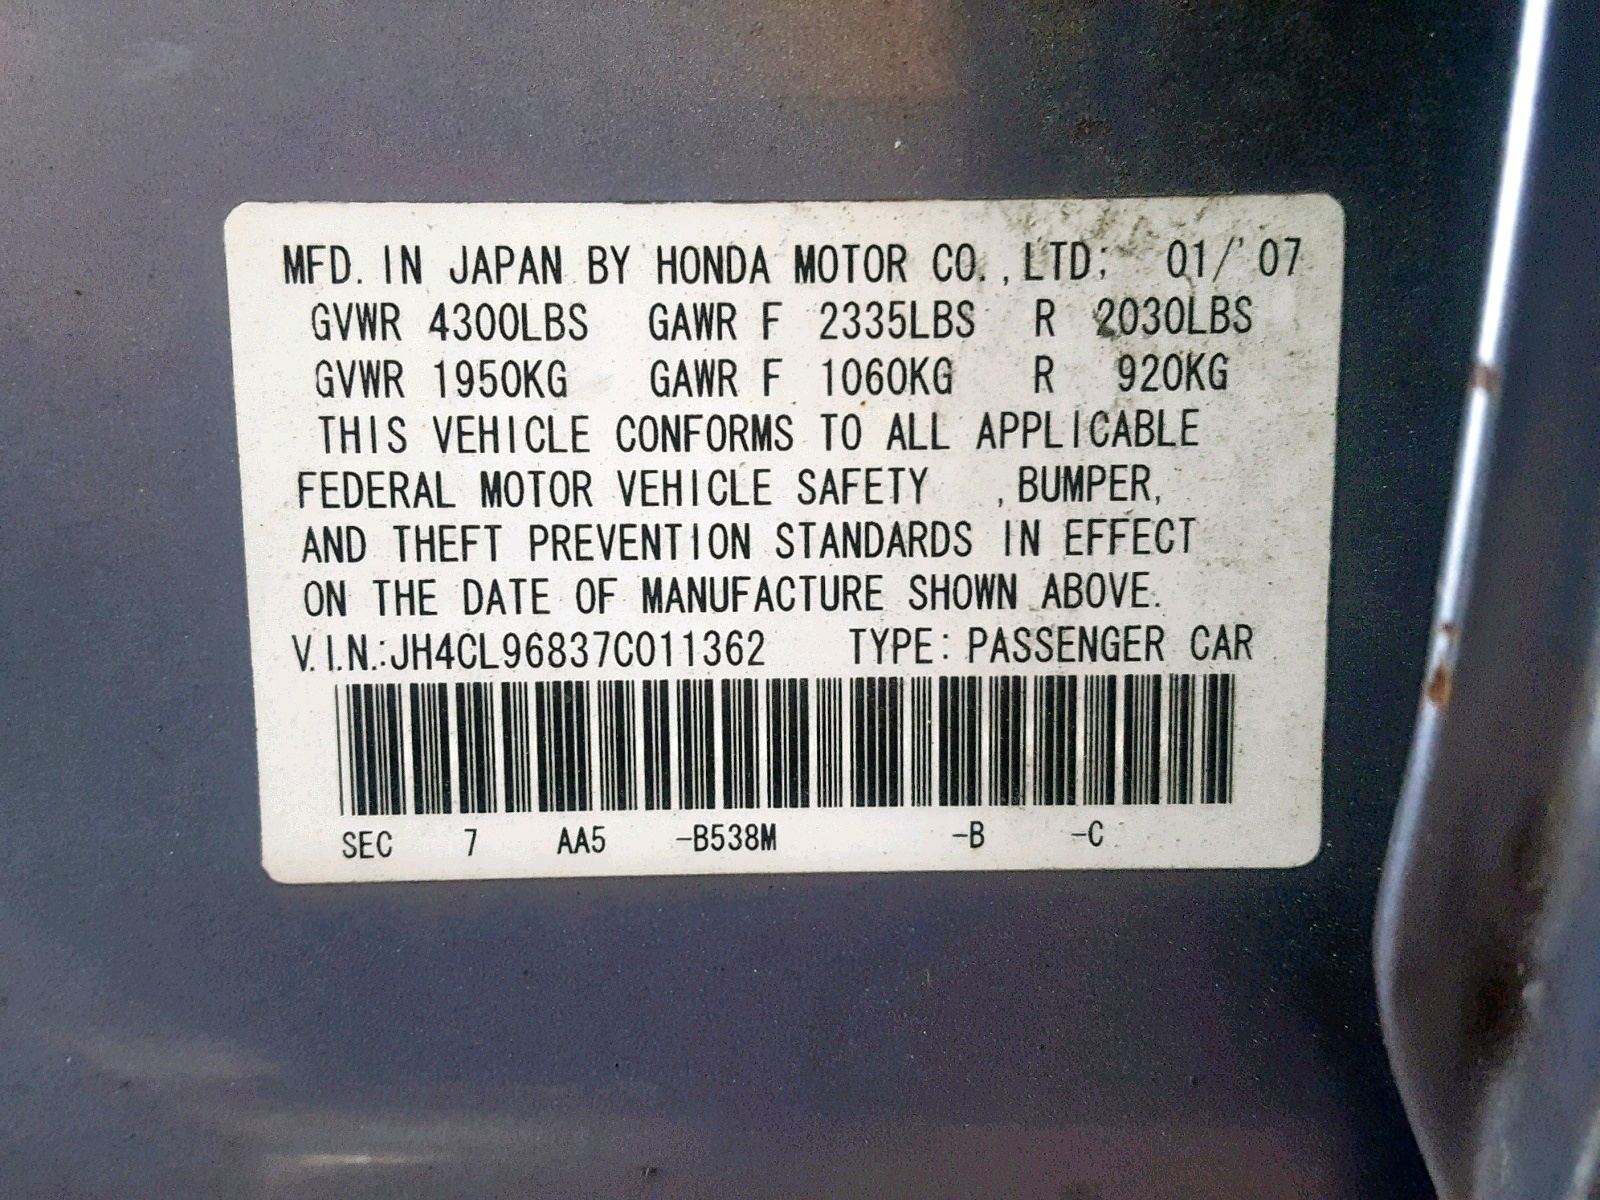 MFD. IN JAPAN BY HONDA MOTOR CO., LTD; 01/'07
GVWR 4300LBS GAWR F 2335LBS R 2030LBS
GVWR 1950KG GAWR F 1060KG R 920KG
THIS VEHICLE CONFORMS TO ALL APPLICABLE
FEDERAL MOTOR VEHICLE SAFETY , BUMPER,
AND THEFT PREVENTION STANDARDS IN EFFECT
ON THE DATE OF MANUFACTURE SHOWN ABOVE.
V.I.N.:JH4CL96837C011362 TYPE: PASSENGER CAR
SEC 7 AA5 -B538M -B -C